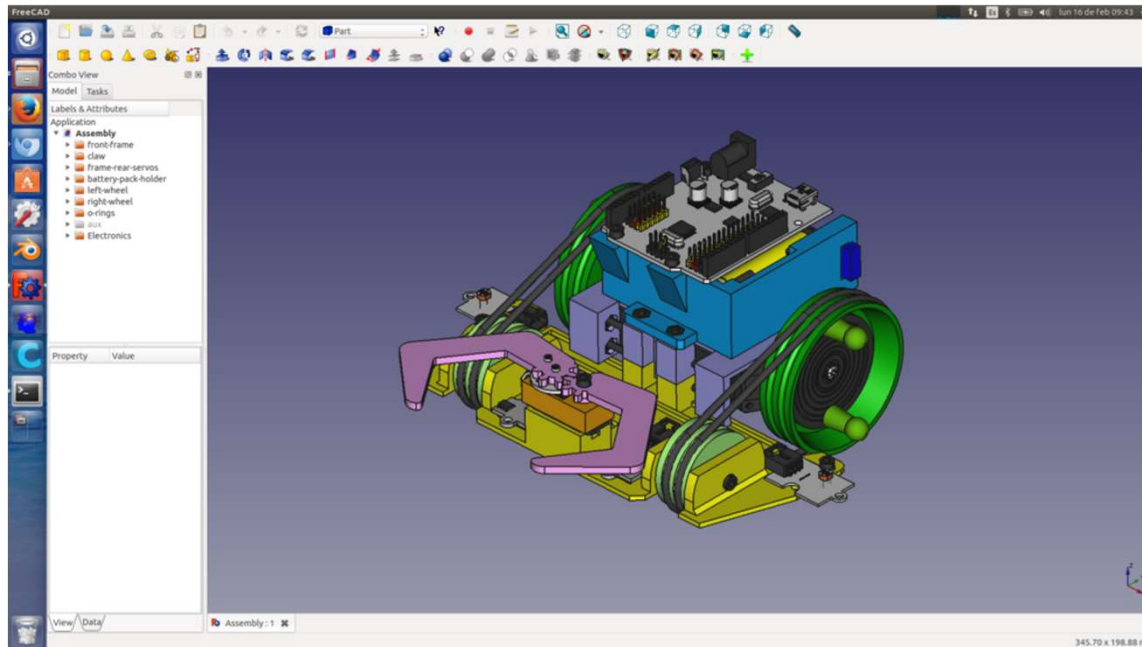 FreeCAD
Es lun 16 de feb 09:43
Part
Combo View
Model Tasks
Labels & Attributes
Application
Assembly
front-frame
claw
frame-rear-servos
battery-pack-holder
left-wheel
right-wheel
o-rings
aux
Electronics
Property Value
View Data
Assembly : 1
345.70 x 198.88